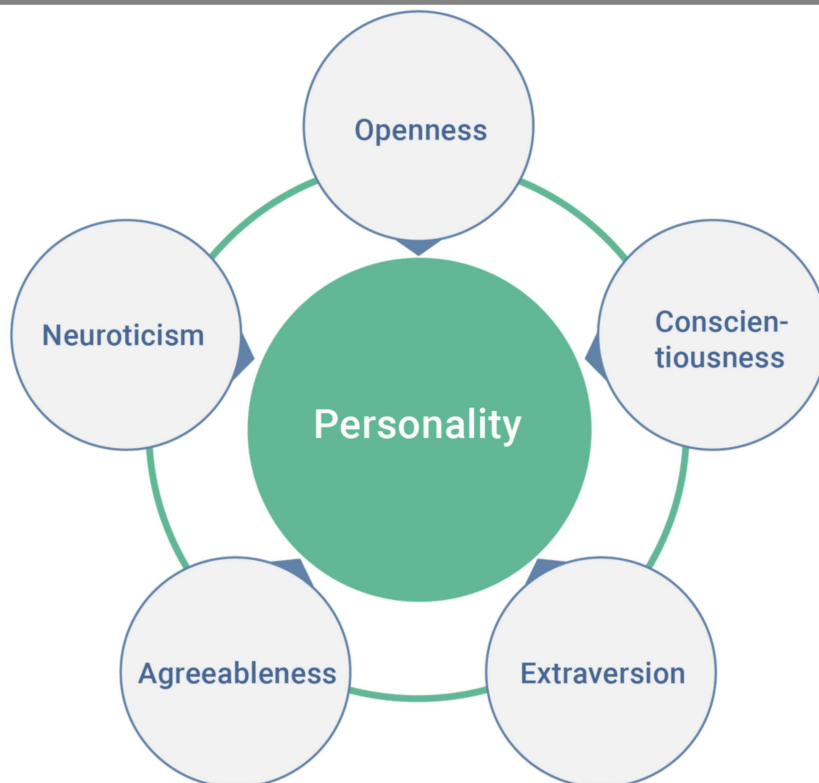 Openness
Neuroticism
Conscien-
tiousness
Personality
Agreeableness
Extraversion